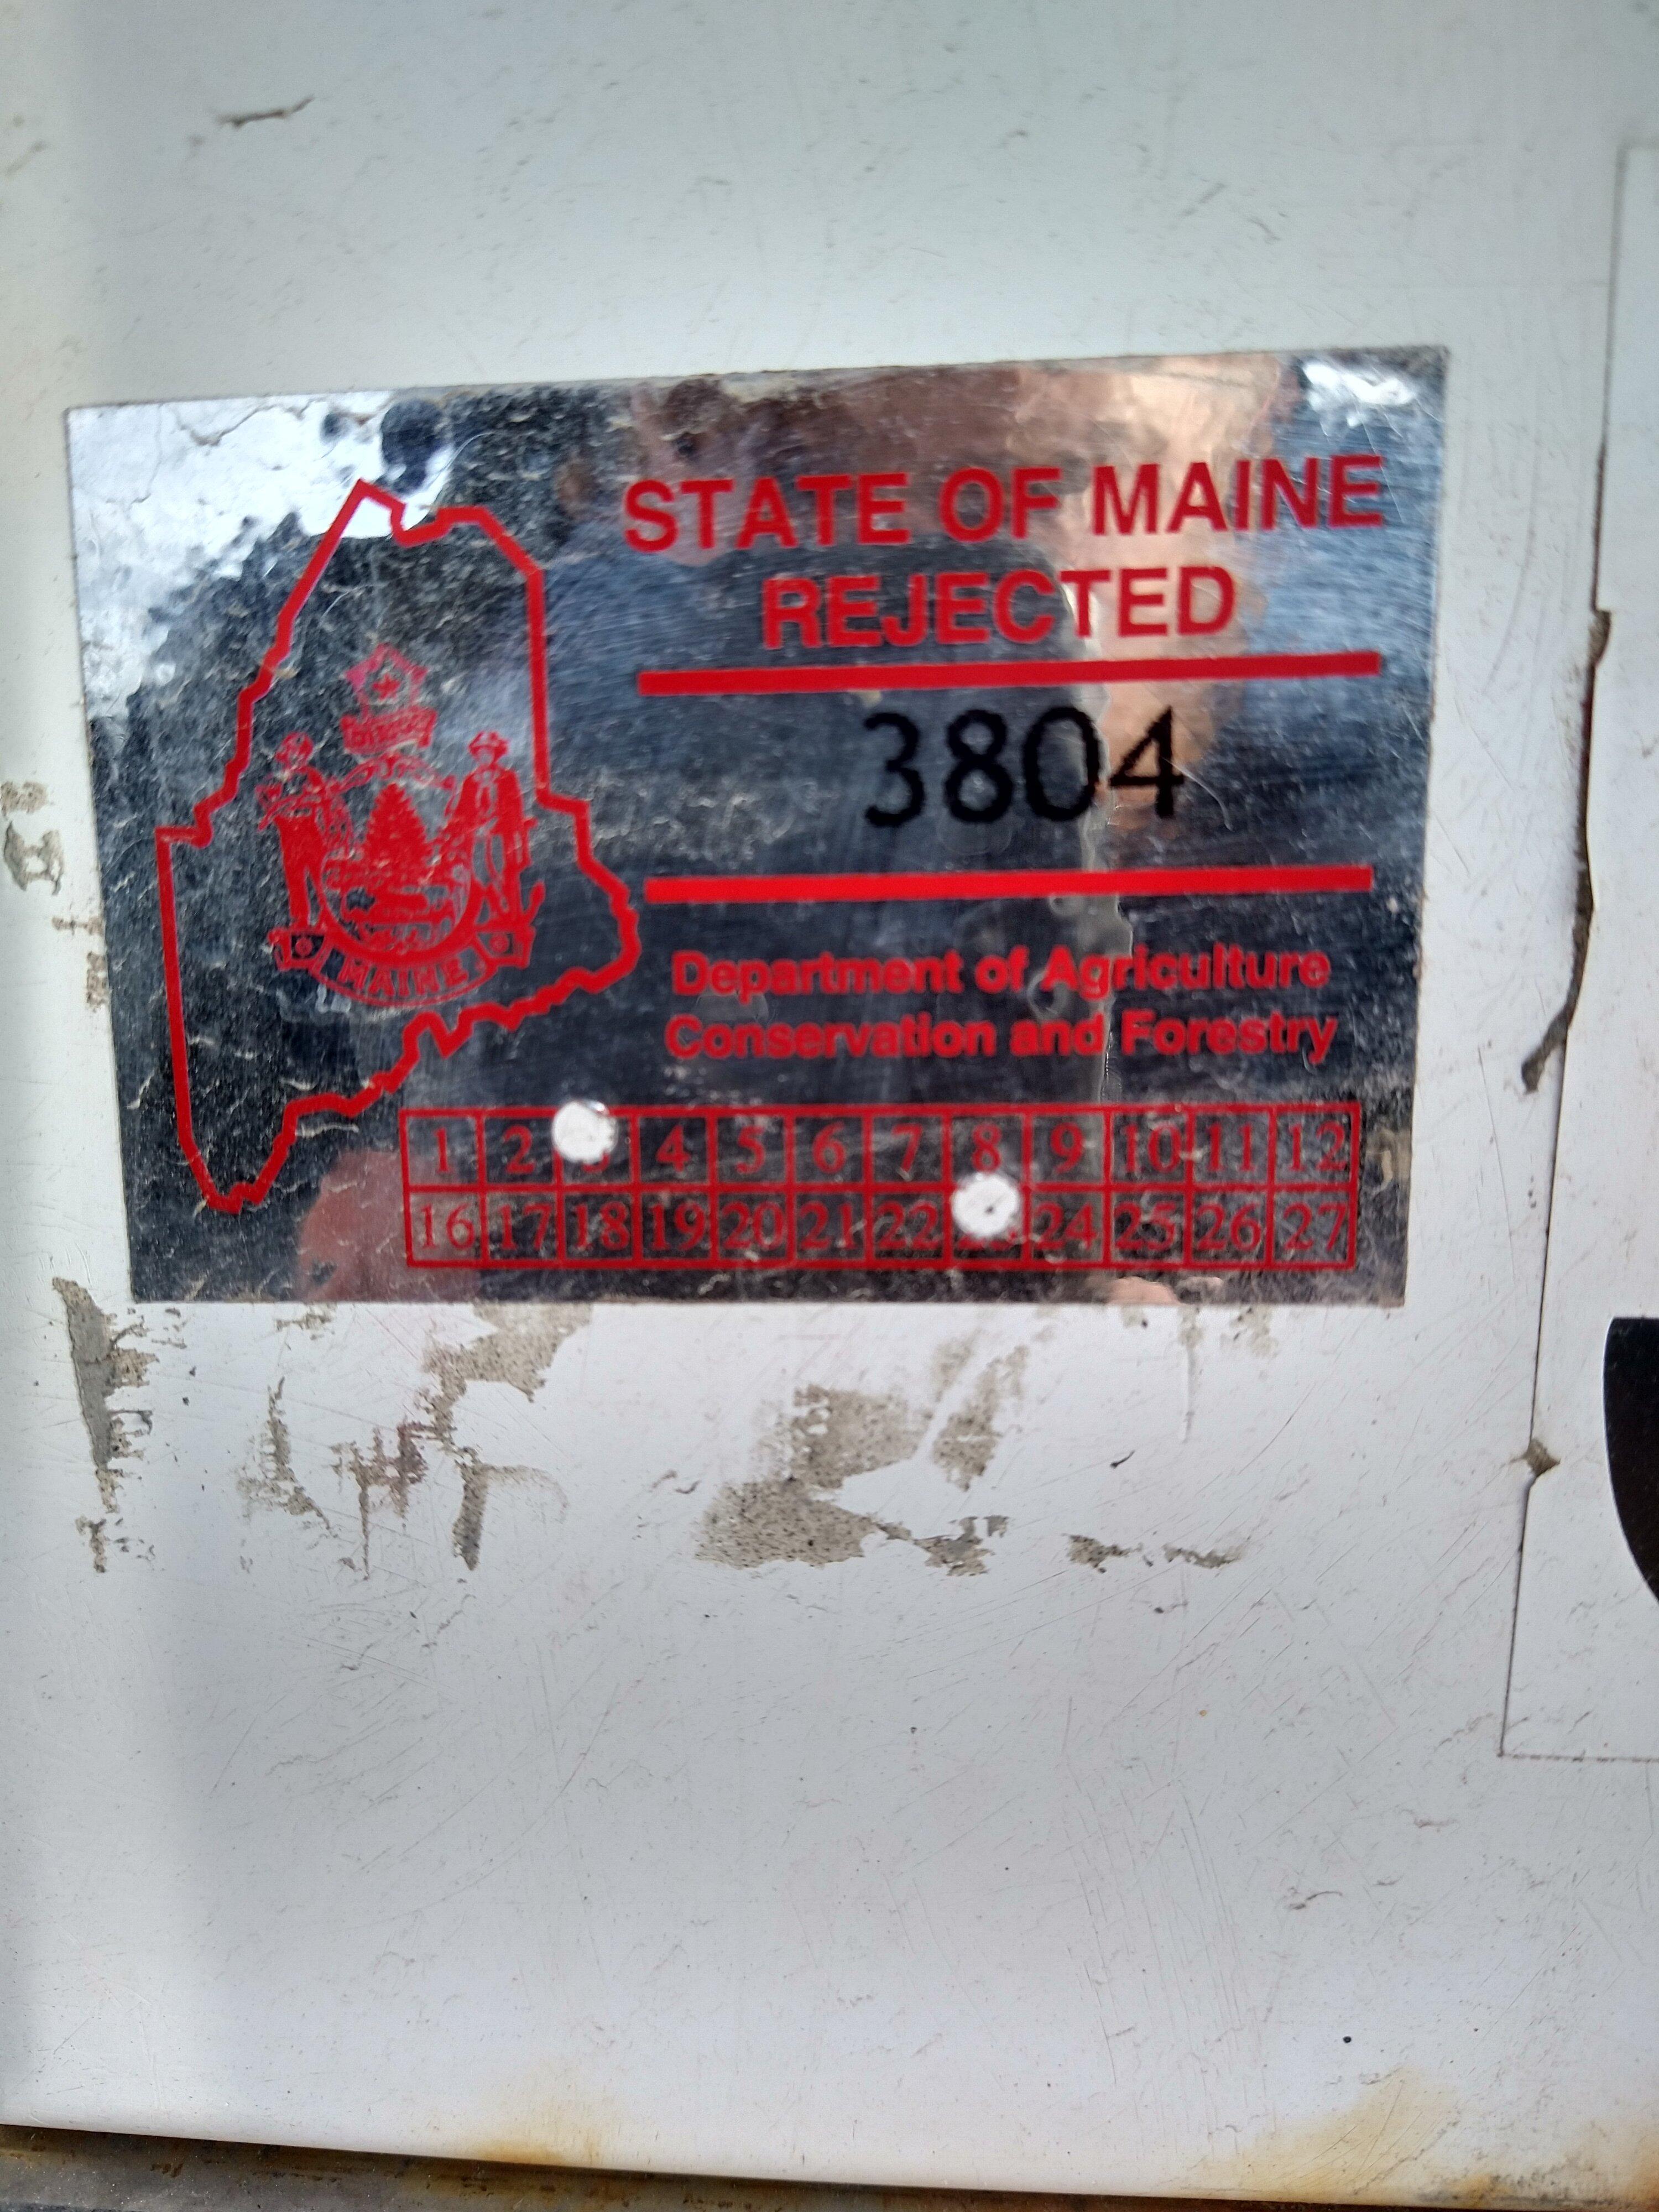 STATE OF MAINE
REJECTED
3804
MAINE
Department of Agriculture
Conservation and Forestry
1 2 4 5 6 7 8 9 10 11 12
16 17 18 19 20 21 22 24 25 26 27